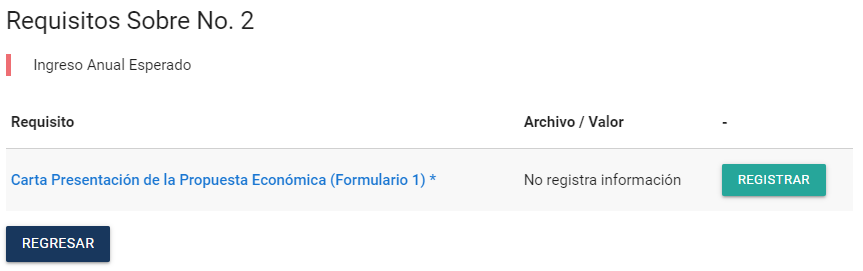 Requisitos Sobre No. 2
Ingreso Anual Esperado
Requisito Archivo / Valor -
Carta Presentación de la Propuesta Económica (Formulario 1) * No registra información REGISTRAR
REGRESAR